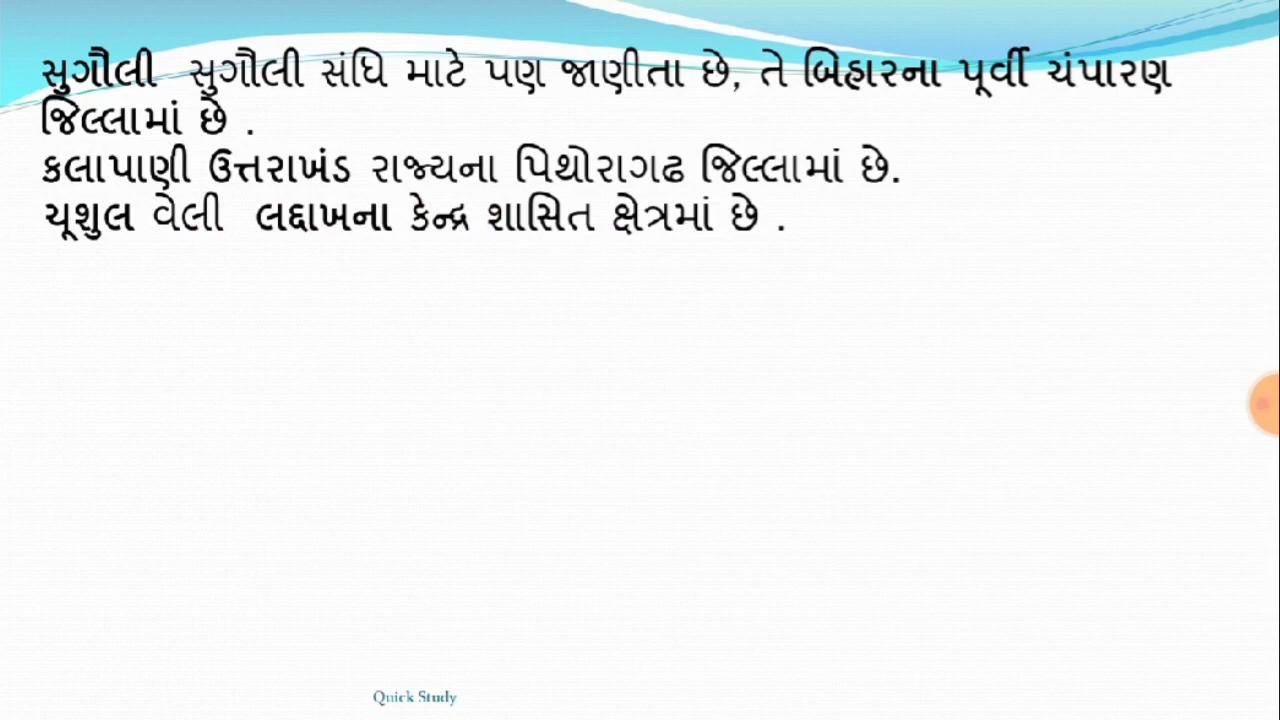 સુગૌલી સુગૌલી સંધિ માટે પણ જાણીતા છે, તે બિહારના પૂર્વી ચંપારણ
જિલ્લામાં છે .
કલાપાણી ઉત્તરાખંડ રાજ્યના પિથોરાગઢ જિલ્લામાં છે.
ચૂશુલ વેલી લદ્દાખના કેન્દ્ર શાસિત ક્ષેત્રમાં છે .
Quick Study